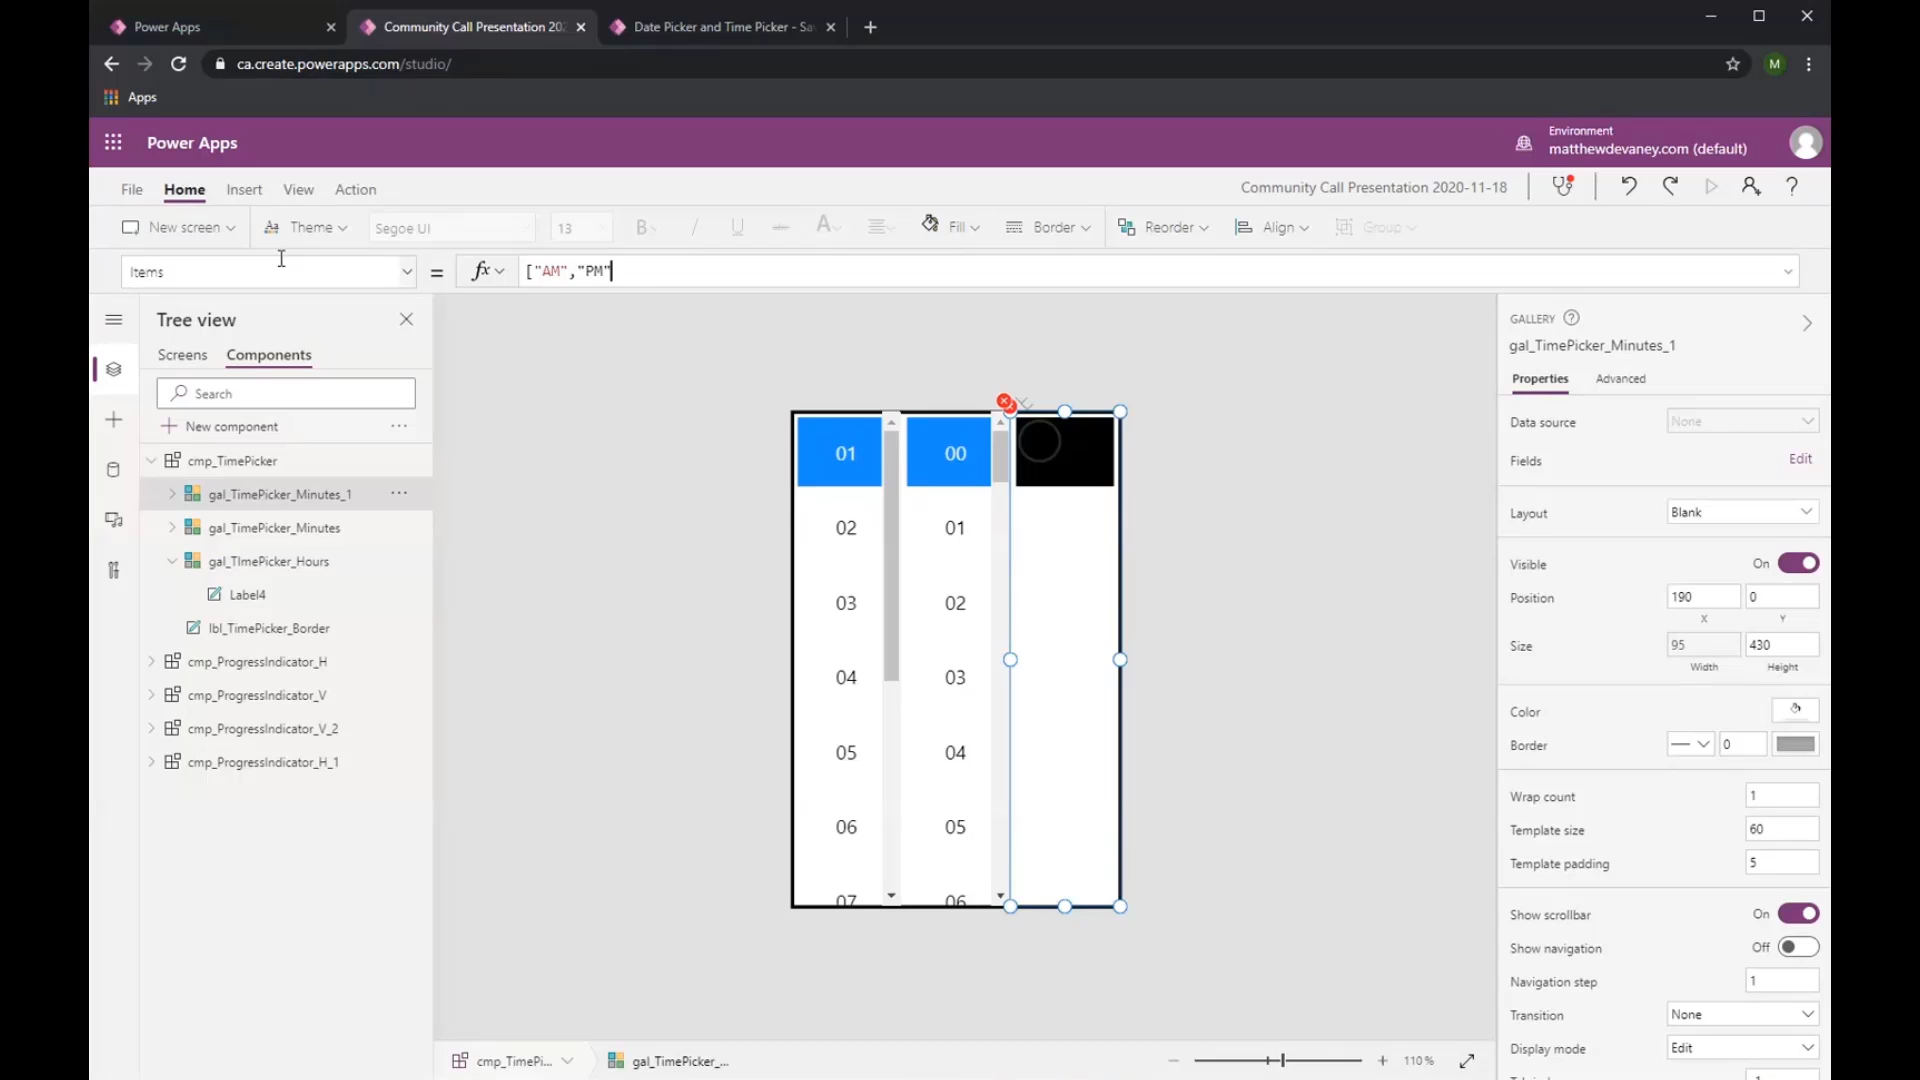 Power Apps
Community Call Presentation 202
Date Picker and Time Picker - Sa
ca.create.powerapps.com/studio/
M
Apps
Power Apps
Environment
matthewdevaney.com (default)
File Home Insert View Action
Community Call Presentation 2020-11-18
New screen Theme Segoe UI 13 B / U A Fill Border Reorder Align Group
Items = fx ["AM","PM"
Tree view
Screens Components
Search
New component
cmp_TimePicker
gal_TimePicker_Minutes_1
gal_TimePicker_Minutes
gal_TImePicker_Hours
Label4
lbl_TimePicker_Border
cmp_ProgressIndicator_H
cmp_ProgressIndicator_V
cmp_ProgressIndicator_V_2
cmp_ProgressIndicator_H_1
01 00
02 01
03 02
04 03
05 04
06 05
07 06
GALLERY
gal_TimePicker_Minutes_1
Properties Advanced
Data source None
Fields Edit
Layout Blank
Visible On
Position 190 0
X Y
Size 95 430
Width Height
Color
Border 0
Wrap count 1
Template size 60
Template padding 5
Show scrollbar On
Show navigation Off
Navigation step 1
Transition None
Display mode Edit
cmp_TimePi... gal_TimePicker_...
110 %